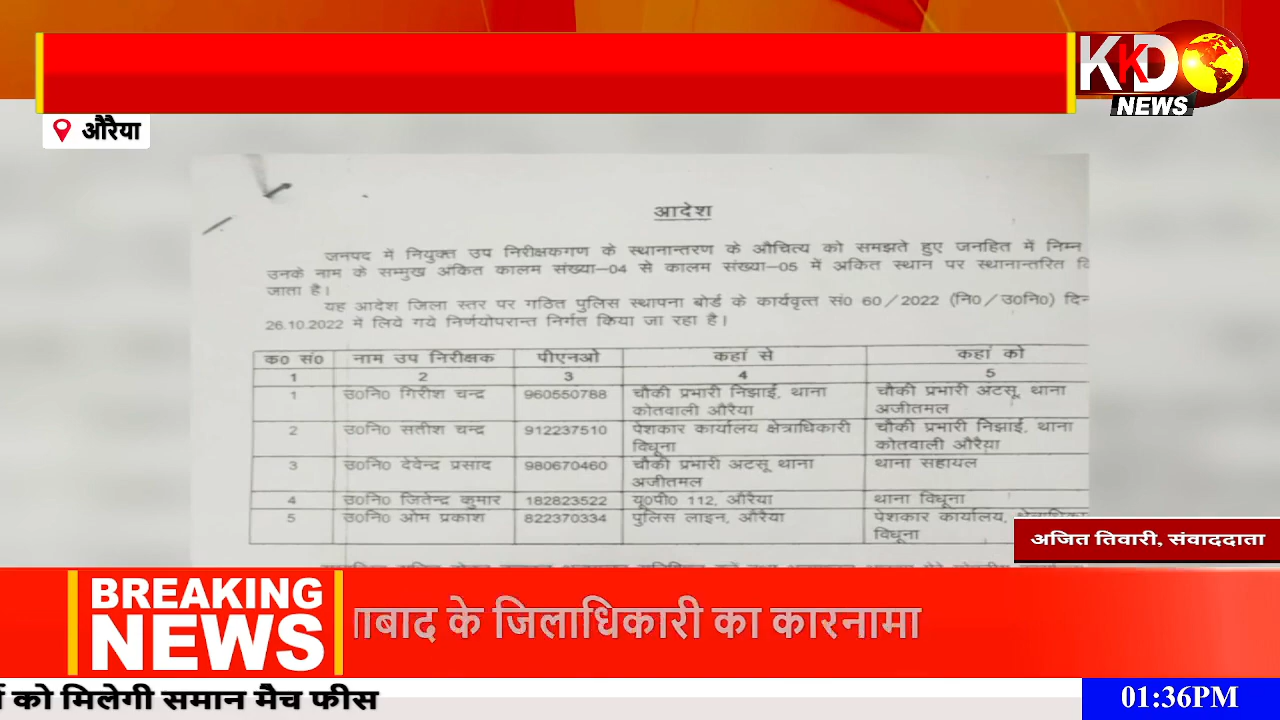 KKD
NEWS
औरैया
आदेश
जनपद में नियुक्त उप निरीक्षकगण के स्थानान्तरण के औचित्य को समझते हुए जनहित में निम्न
उनके नाम के सम्मुख अंकित कालम संख्या-04 से कालम संख्या-05 में अंकित स्थान पर स्थानान्तरित
जाता है।
यह आदेश जिला स्तर पर गठित पुलिस स्थापना बोर्ड के कार्यवृत्त सं0 60/2022 (नि0/उ0नि0)
26.10.2022 में लिये गये निर्णयोपरान्त निर्गत किया जा रहा है।
क0 सं0 नाम उप निरीक्षक पीएनओ कहां से कहां को
1 2 3 4 5
1 उ0नि0 गिरीश चन्द्र 960550788 चौकी प्रभारी निझाई, थाना चौकी प्रभारी अटसू, थाना
कोतवाली औरैया अजीतमल
2 उ0नि0 सतीश चन्द्र 912237510 पेशकार कार्यालय क्षेत्राधिकारी चौकी प्रभारी निझाई, थाना
विधूना कोतवाली औरैया
3 उ0नि0 देवेन्द्र प्रसाद 980670460 चौकी प्रभारी अटसू थाना थाना सहायल
अजीतमल
4 उ0नि0 जितेन्द्र कुमार 182823522 यू0पी0 112, औरैया थाना विधूना
5 उ0नि0 ओम प्रकाश 822370334 पुलिस लाइन, औरैया पेशकार कार्यालय,
विधूना
अजित तिवारी, संवाददाता
BREAKING
NEWS
ाबाद के जिलाधिकारी का कारनामा
को मिलेगी समान मैच फीस
01:36PM